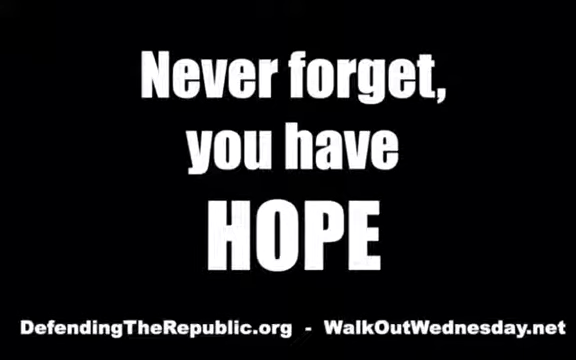 Never forget,
you have
HOPE
DefendingTheRepublic.org - WalkOutWednesday.net